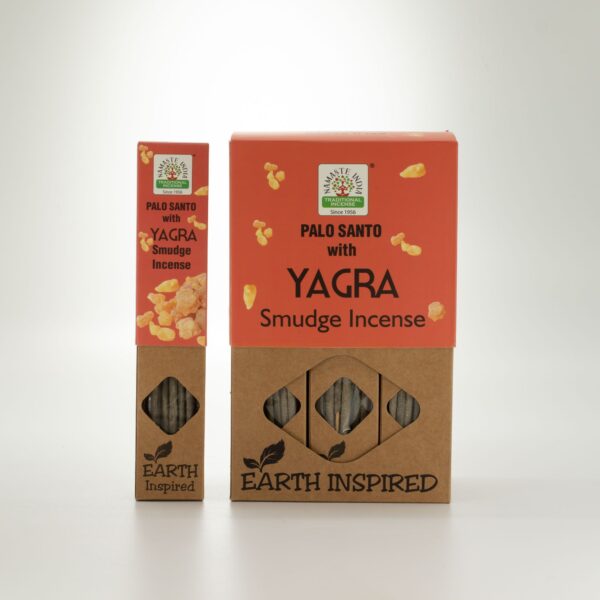 NAMASTE INDIA
TRADITIONAL
INCENSE
Since 1956
PALO SANTO
with
YAGRA
Smudge
Incense
EARTH
Inspired
NAMASTE INDIA
®
TRADITIONAL
INCENSE
Since 1956
PALO SANTO
with
YAGRA
Smudge Incense
EARTH INSPIRED